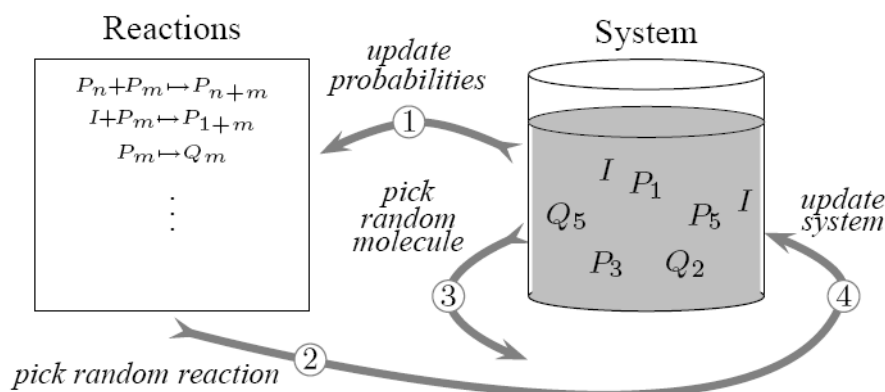 Reactions
System
update
probabilities
Pₙ+Pₘ↦Pₙ₊ₘ
I+Pₘ↦P₁₊ₘ
Pₘ↦Qₘ
⋮
1
pick
random
molecule
I
P₁
Q₅
P₅
I
P₃
Q₂
update
system
3
4
2
pick random reaction